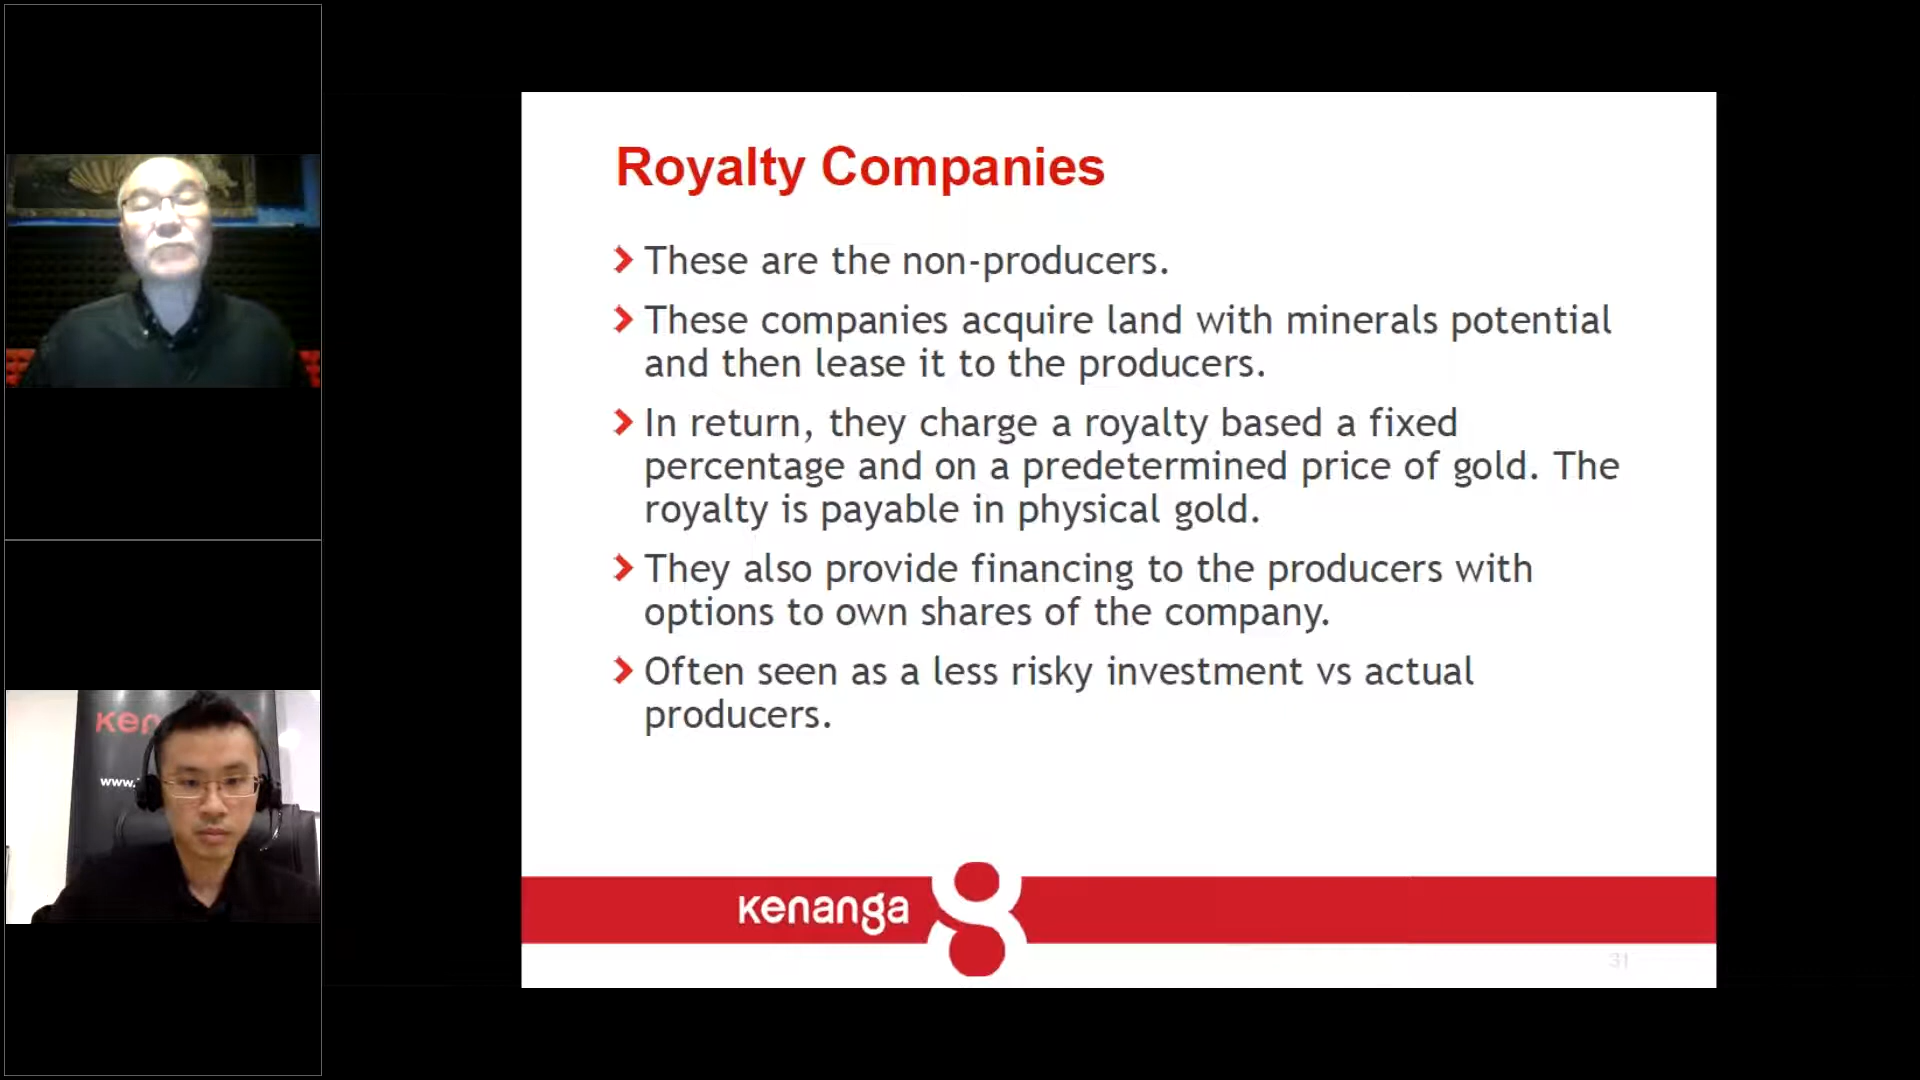 Royalty Companies
These are the non-producers.
These companies acquire land with minerals potential
and then lease it to the producers.
In return, they charge a royalty based a fixed
percentage and on a predetermined price of gold. The
royalty is payable in physical gold.
They also provide financing to the producers with
options to own shares of the company.
Often seen as a less risky investment vs actual
producers.
kenanga
31
www.